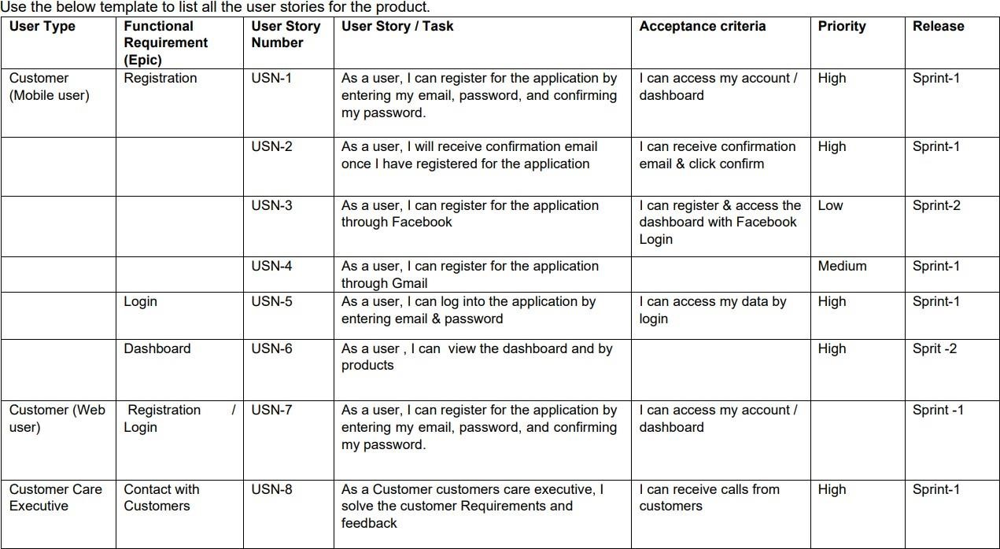 Use the below template to list all the user stories for the product.
User Type Functional Requirement (Epic) User Story Number User Story / Task Acceptance criteria Priority Release
Customer (Mobile user) Registration USN-1 As a user, I can register for the application by entering my email, password, and confirming my password. I can access my account / dashboard High Sprint-1
USN-2 As a user, I will receive confirmation email once I have registered for the application I can receive confirmation email & click confirm High Sprint-1
USN-3 As a user, I can register for the application through Facebook I can register & access the dashboard with Facebook Login Low Sprint-2
USN-4 As a user, I can register for the application through Gmail Medium Sprint-1
Login USN-5 As a user, I can log into the application by entering email & password I can access my data by login High Sprint-1
Dashboard USN-6 As a user , I can view the dashboard and by products High Sprit -2
Customer (Web user) Registration / Login USN-7 As a user, I can register for the application by entering my email, password, and confirming my password. I can access my account / dashboard Sprint -1
Customer Care Executive Contact with Customers USN-8 As a Customer customers care executive, I solve the customer Requirements and feedback I can receive calls from customers High Sprint-1